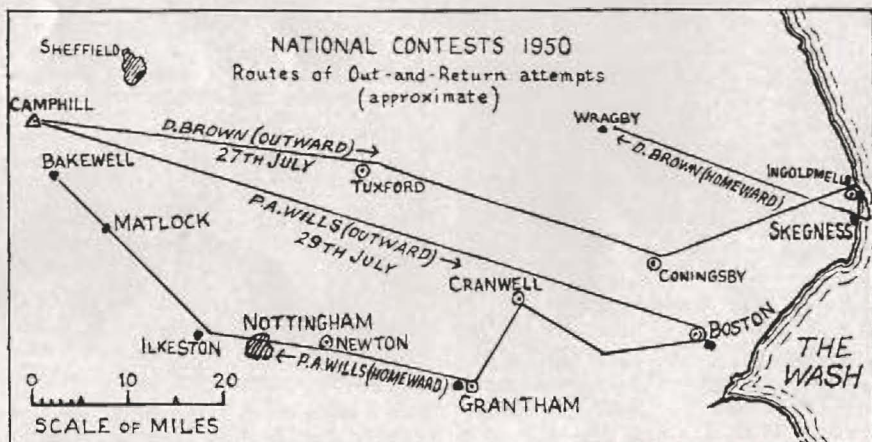 NATIONAL CONTESTS 1950
Routes of Out-and-Return attempts
(approximate)
SHEFFIELD
CAMPHILL
BAKEWELL
MATLOCK
ILKESTON
NOTTINGHAM
NEWTON
D. BROWN (OUTWARD)
27TH JULY
TUXFORD
P.A. WILLS (OUTWARD)
29TH JULY
CRANWELL
P.A. WILLS (HOMEWARD)
GRANTHAM
WRAGBY
D. BROWN (HOMEWARD)
INGOLDMELLS
SKEGNESS
CONINGSBY
BOSTON
THE
WASH
0 10 20
SCALE OF MILES